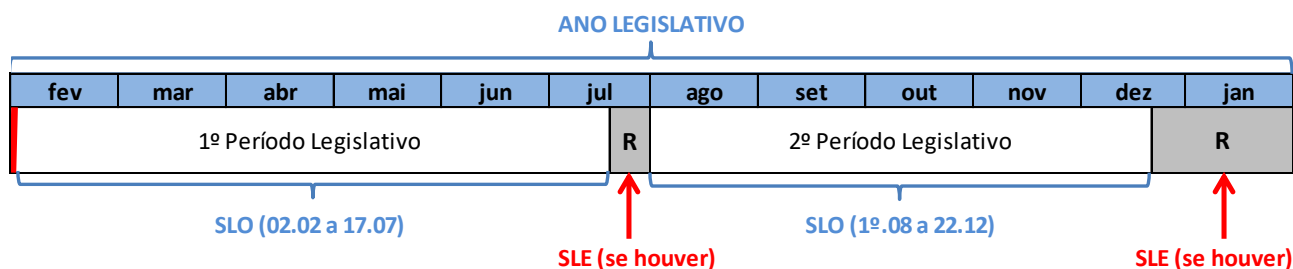 ANO LEGISLATIVO
fev mar abr mai jun jul ago set out nov dez jan
1º Período Legislativo R 2º Período Legislativo R
SLO (02.02 a 17.07) SLO (1º.08 a 22.12)
SLE (se houver) SLE (se houver)